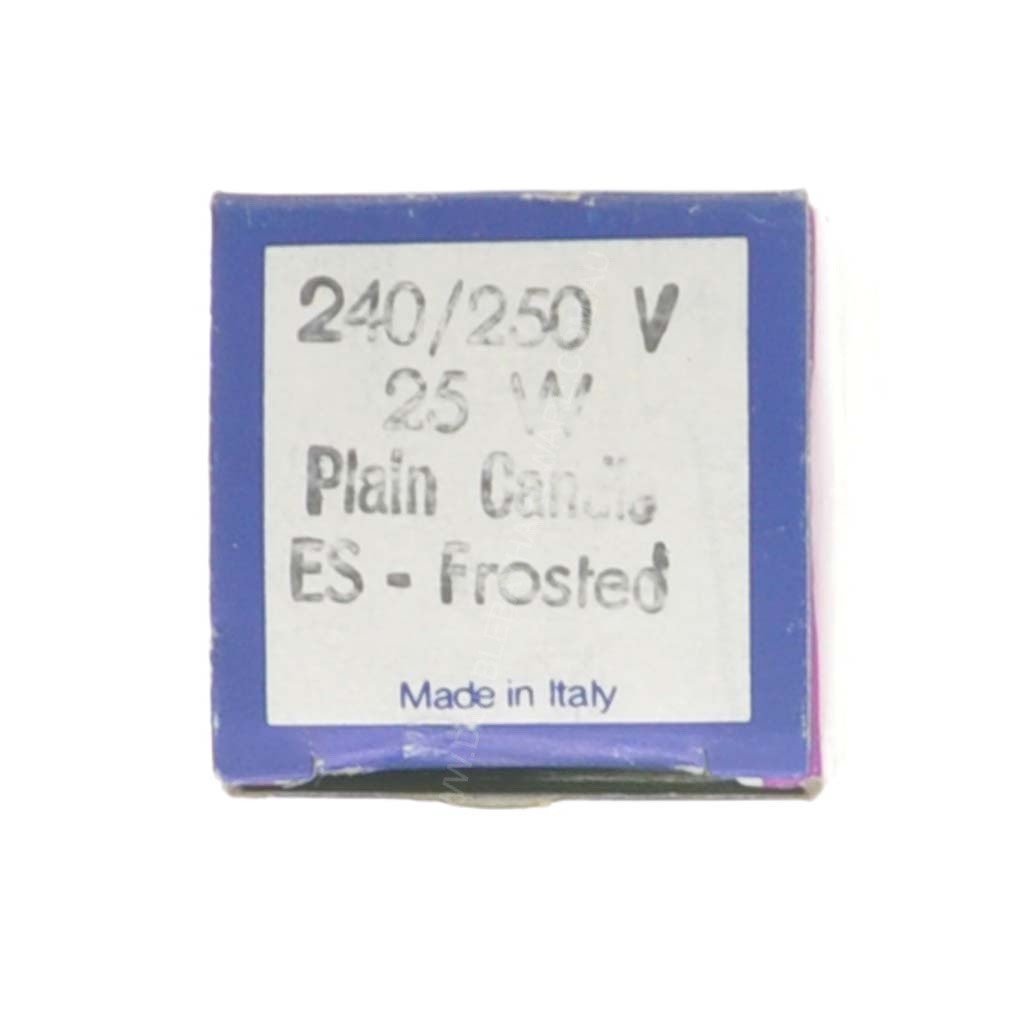 240/250 V
25 W
Plain Candle
ES - Frosted
Made in Italy